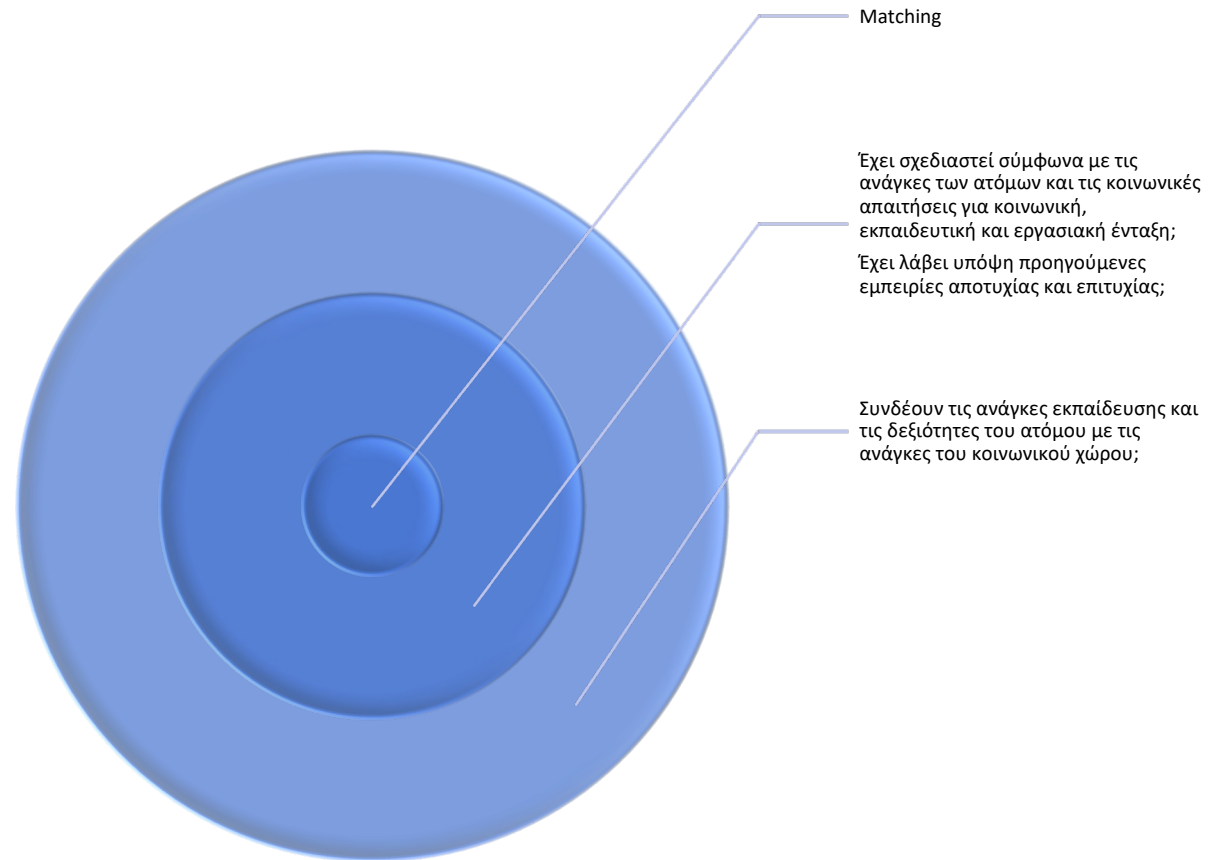 Matching
Έχει σχεδιαστεί σύμφωνα με τις
ανάγκες των ατόμων και τις κοινωνικές
απαιτήσεις για κοινωνική,
εκπαιδευτική και εργασιακή ένταξη;
Έχει λάβει υπόψη προηγούμενες
εμπειρίες αποτυχίας και επιτυχίας;
Συνδέουν τις ανάγκες εκπαίδευσης και
τις δεξιότητες του ατόμου με τις
ανάγκες του κοινωνικού χώρου;